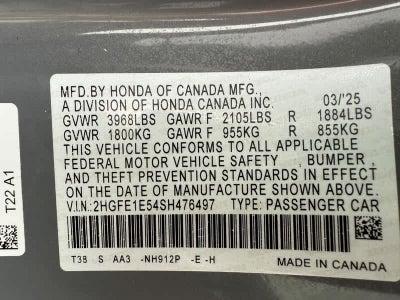 MFD.BY HONDA OF CANADA MFG.,
A DIVISION OF HONDA CANADA INC. 03/'25
GVWR 3968LBS GAWR F 2105LBS R 1884LBS
GVWR 1800KG GAWR F 955KG R 855KG
THIS VEHICLE CONFORMS TO ALL APPLICABLE
FEDERAL MOTOR VEHICLE SAFETY , BUMPER ,
AND THEFT PREVENTION STANDARDS IN EFFECT
ON THE DATE OF MANUFACTURE SHOWN ABOVE.
V.I.N:2HGFE1E54SH476497 TYPE: PASSENGER CAR
T38 S AA3 -NH912P -E -H
MADE IN CANADA
T22 A1